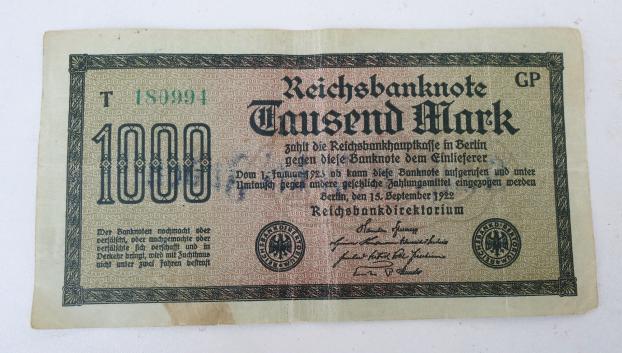 Reichsbanknote
GP
T 180994
Tausend Mark
1000
zahlt die Reichsbankhauptkasse in Berlin
gegen diese Banknote dem Einlieferer
Vom 1. Januar 1923 ab kann diese Banknote aufgerufen und unter
Umtausch gegen andere gesetzliche Zahlungsmittel eingezogen werden
Berlin, den 15. September 1922
Reichsbankdirektorium
Wer Banknoten nachmacht oder
verfälscht, oder nachgemachte oder
verfälschte sich verschafft und in
Verkehr bringt, wird mit Zuchthaus
nicht unter zwei Jahren bestraft